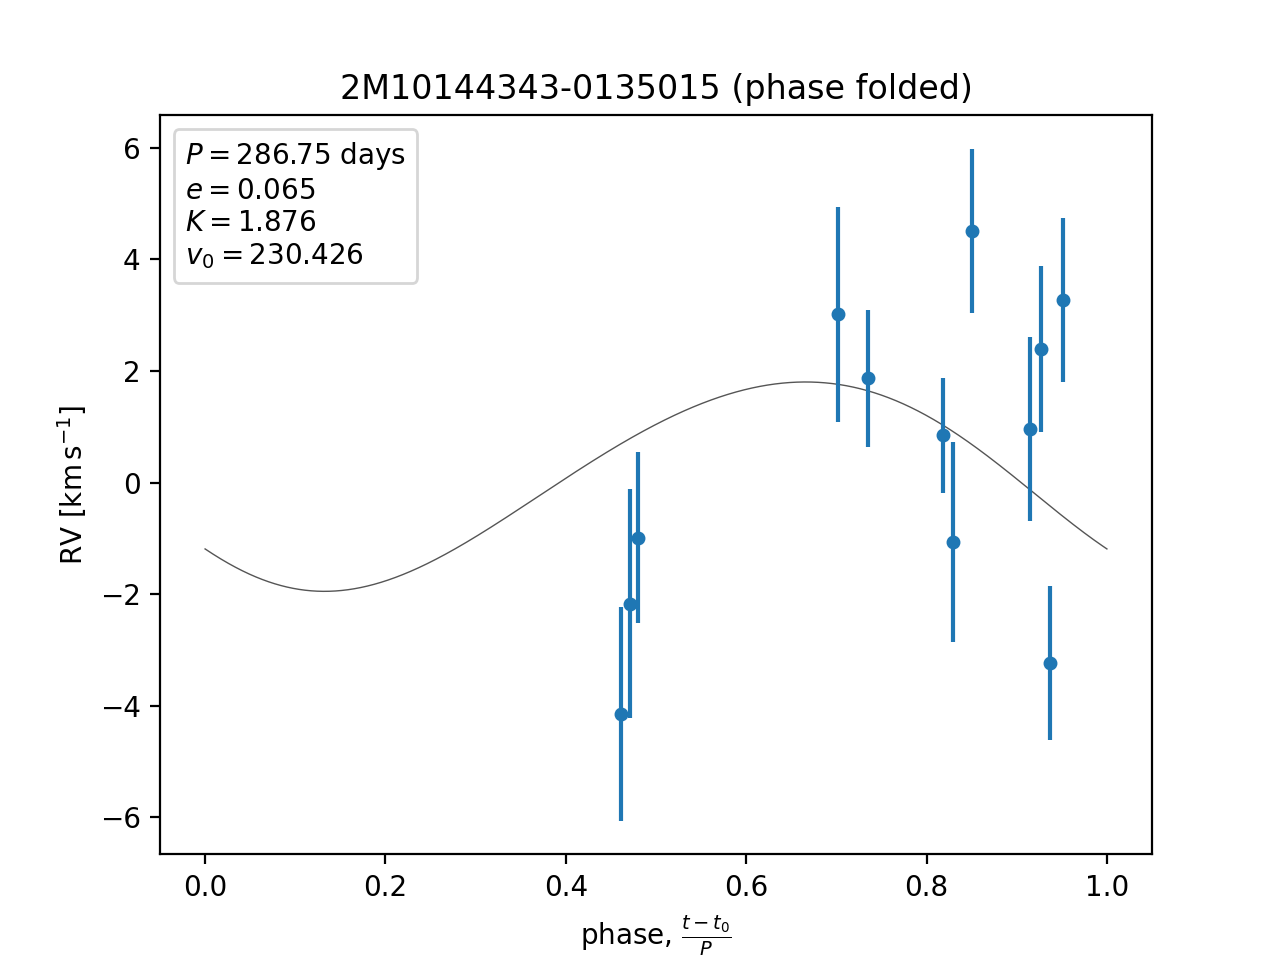 2M10144343-0135015 (phase folded)
P = 286.75 days
e = 0.065
K = 1.876
v₀ = 230.426
6
4
2
0
−2
−4
−6
RV [km s⁻¹]
0.0 0.2 0.4 0.6 0.8 1.0
phase, (t − t₀)/P